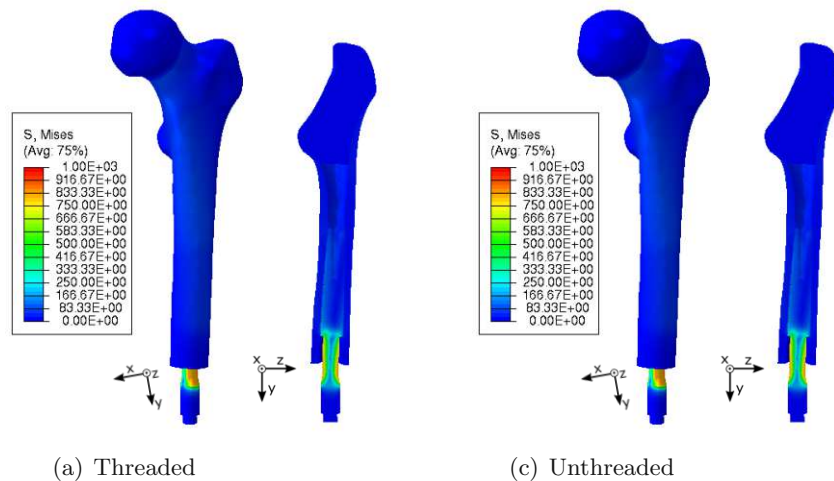 S, Mises
(Avg: 75%)
1.00E+03
916.67E+00
833.33E+00
750.00E+00
666.67E+00
583.33E+00
500.00E+00
416.67E+00
333.33E+00
250.00E+00
166.67E+00
83.33E+00
0.00E+00
x
z
y
x
z
y
(a) Threaded
S, Mises
(Avg: 75%)
1.00E+03
916.67E+00
833.33E+00
750.00E+00
666.67E+00
583.33E+00
500.00E+00
416.67E+00
333.33E+00
250.00E+00
166.67E+00
83.33E+00
0.00E+00
x
z
y
x
z
y
(c) Unthreaded